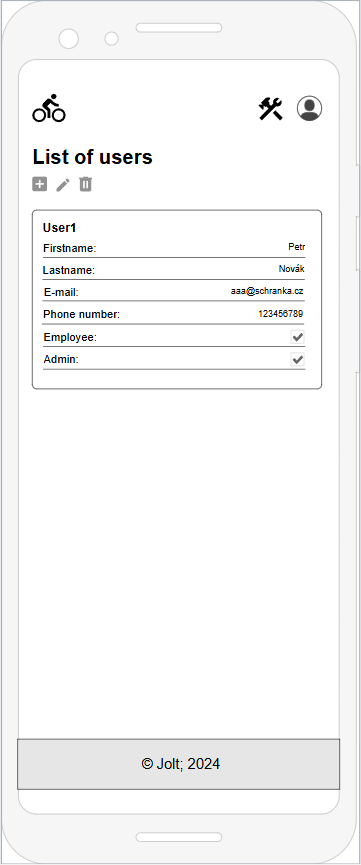 List of users
User1
Firstname: Petr
Lastname: Novák
E-mail: aaa@schranka.cz
Phone number: 123456789
Employee:
Admin:
© Jolt; 2024